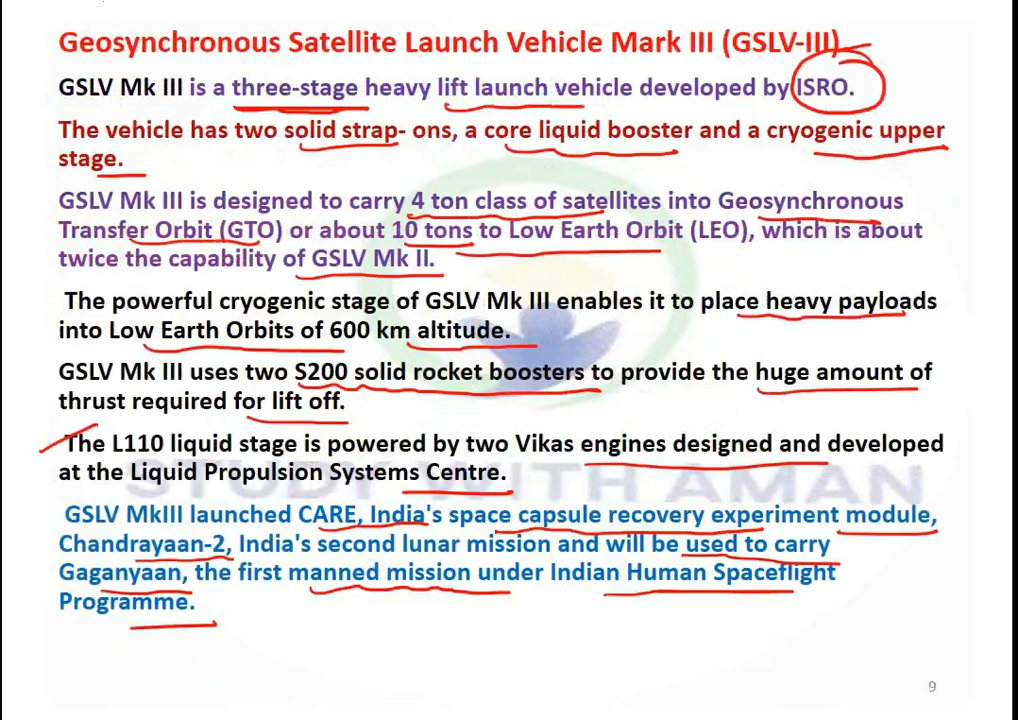 Geosynchronous Satellite Launch Vehicle Mark III (GSLV-III)
GSLV Mk III is a three-stage heavy lift launch vehicle developed by ISRO.
The vehicle has two solid strap- ons, a core liquid booster and a cryogenic upper
stage.
GSLV Mk III is designed to carry 4 ton class of satellites into Geosynchronous
Transfer Orbit (GTO) or about 10 tons to Low Earth Orbit (LEO), which is about
twice the capability of GSLV Mk II.
The powerful cryogenic stage of GSLV Mk III enables it to place heavy payloads
into Low Earth Orbits of 600 km altitude.
GSLV Mk III uses two S200 solid rocket boosters to provide the huge amount of
thrust required for lift off.
The L110 liquid stage is powered by two Vikas engines designed and developed
at the Liquid Propulsion Systems Centre.
STUDY WITH AMAN
GSLV MkIII launched CARE, India's space capsule recovery experiment module,
Chandrayaan-2, India's second lunar mission and will be used to carry
Gaganyaan, the first manned mission under Indian Human Spaceflight
Programme.
9